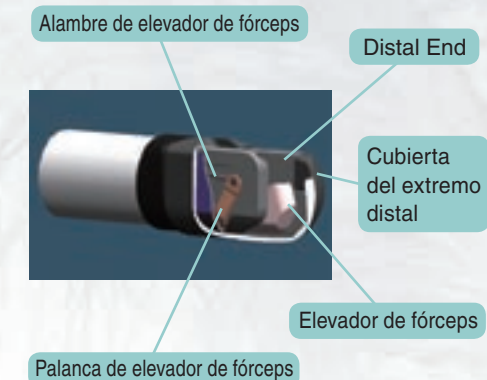 Alambre de elevador de fórceps
Distal End
Cubierta
del extremo
distal
Elevador de fórceps
Palanca de elevador de fórceps